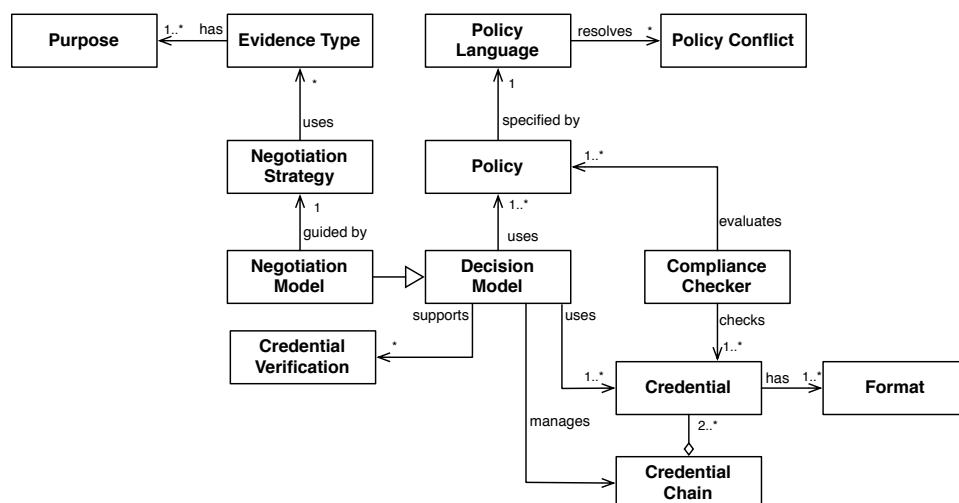 Purpose
1..*
has
Evidence Type
Policy
Language
resolves
*
Policy Conflict
*
uses
1
specified by
Negotiation
Strategy
Policy
1..*
1
guided by
1..*
uses
evaluates
Negotiation
Model
Decision
Model
Compliance
Checker
supports
uses
checks
*
1..*
Credential
Verification
1..*
Credential
has
1..*
Format
manages
2..*
Credential
Chain